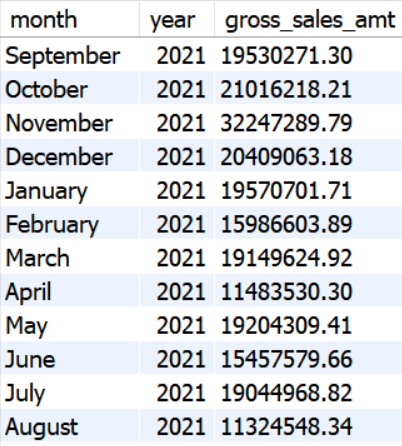 month year gross_sales_amt
September 2021 19530271.30
October 2021 21016218.21
November 2021 32247289.79
December 2021 20409063.18
January 2021 19570701.71
February 2021 15986603.89
March 2021 19149624.92
April 2021 11483530.30
May 2021 19204309.41
June 2021 15457579.66
July 2021 19044968.82
August 2021 11324548.34